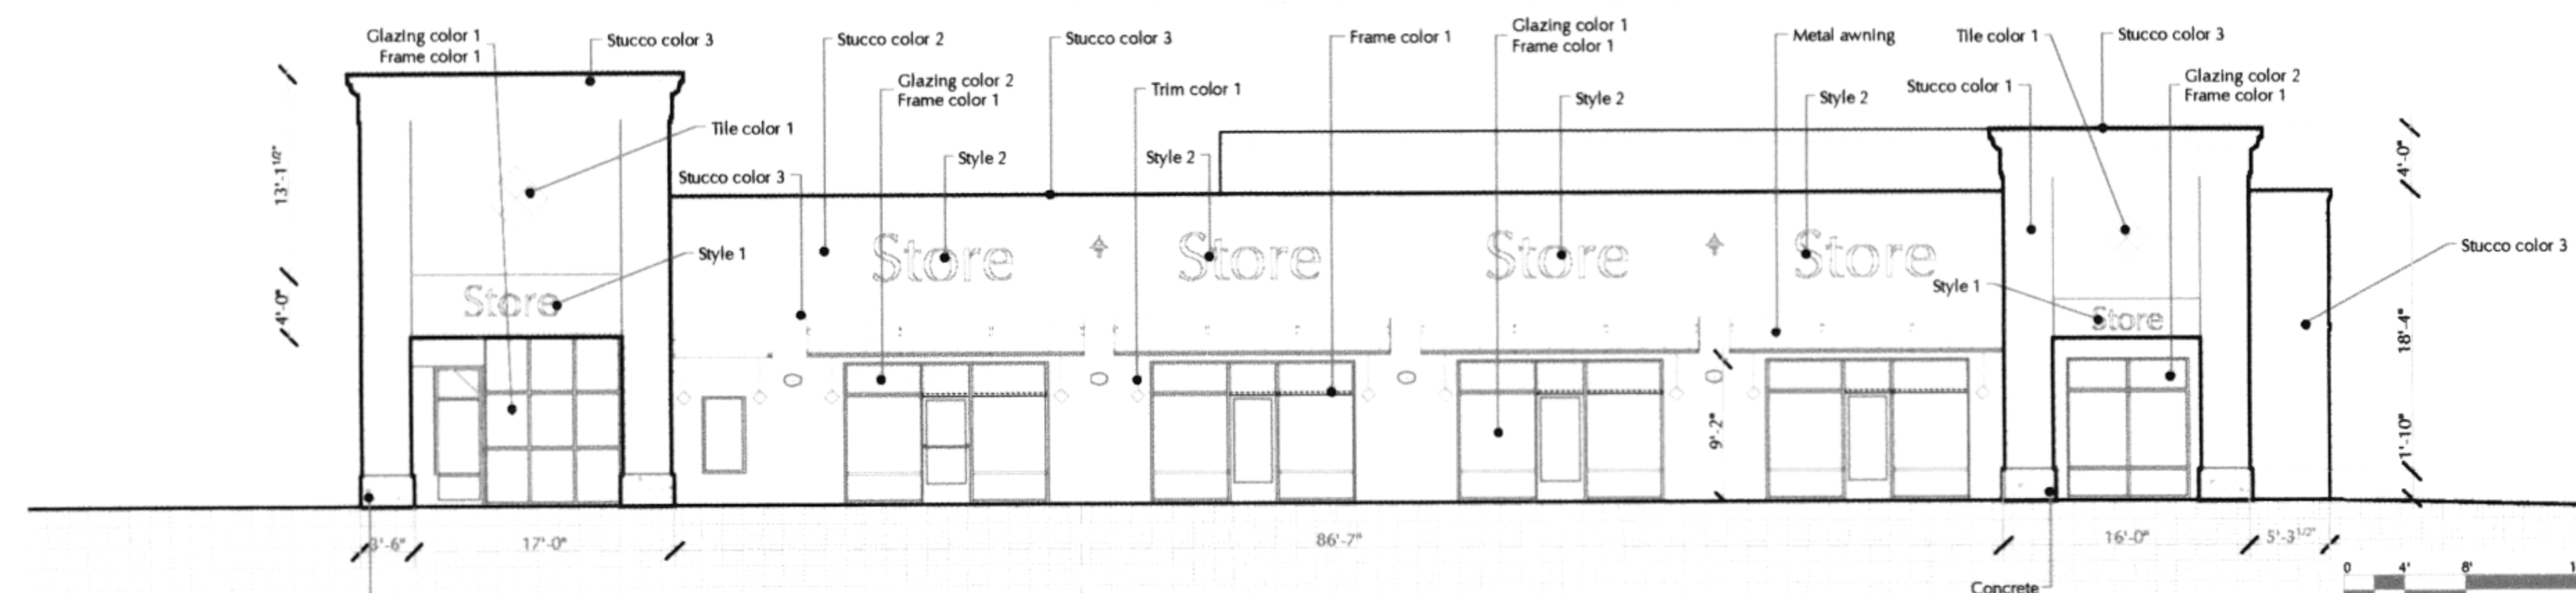 Glazing color 1
Frame color 1
Stucco color 3
Stucco color 2
Stucco color 3
Frame color 1
Glazing color 1
Frame color 1
Metal awning
Tile color 1
Stucco color 3
Glazing color 2
Frame color 1
Trim color 1
Style 2
Style 2
Stucco color 1
Glazing color 2
Frame color 1
Tile color 1
Style 2
Style 2
Stucco color 3
13'-1 1/2"
4'-0"
Style 1
Store
Store
Store
Store
Store
Stucco color 3
Style 1
Store
4'-0"
18'-4"
1'-10"
9'-2"
3'-6"
17'-0"
86'-7"
16'-0"
5'-3 1/2"
0 4' 8'
Concrete